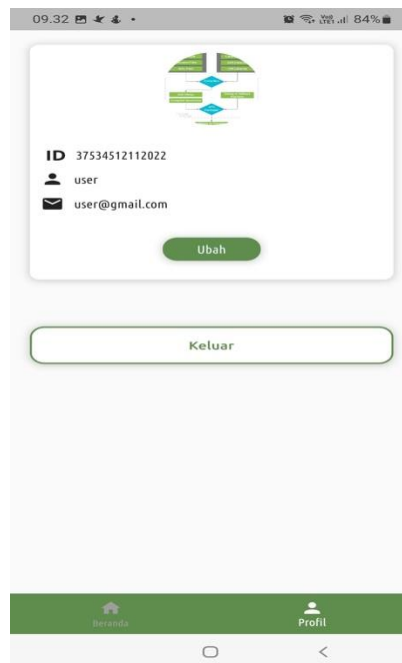 09.32 84%
ID 37534512112022
user
user@gmail.com
Ubah
Keluar
Beranda
Profil